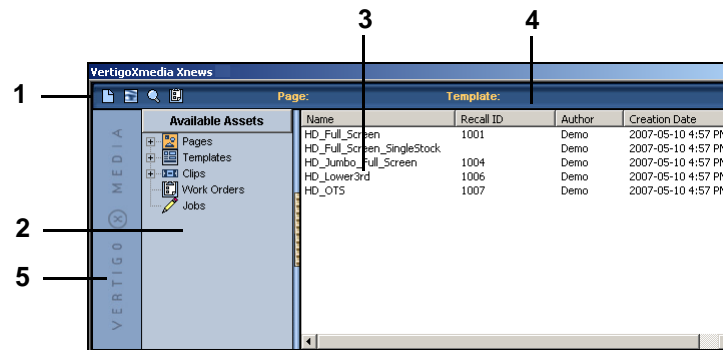 3
4
VertigoXmedia Xnews
1
Page:
Template:
Available Assets
Name
Recall ID
Author
Creation Date
Pages
Templates
Clips
Work Orders
Jobs
HD_Full_Screen 1001 Demo 2007-05-10 4:57 PM
HD_Full_Screen_SingleStock Demo 2007-05-10 4:57 PM
HD_Jumbo_Full_Screen 1004 Demo 2007-05-10 4:57 PM
HD_Lower3rd 1006 Demo 2007-05-10 4:57 PM
HD_OTS 1007 Demo 2007-05-10 4:57 PM
2
5
VERTIGO X MEDIA